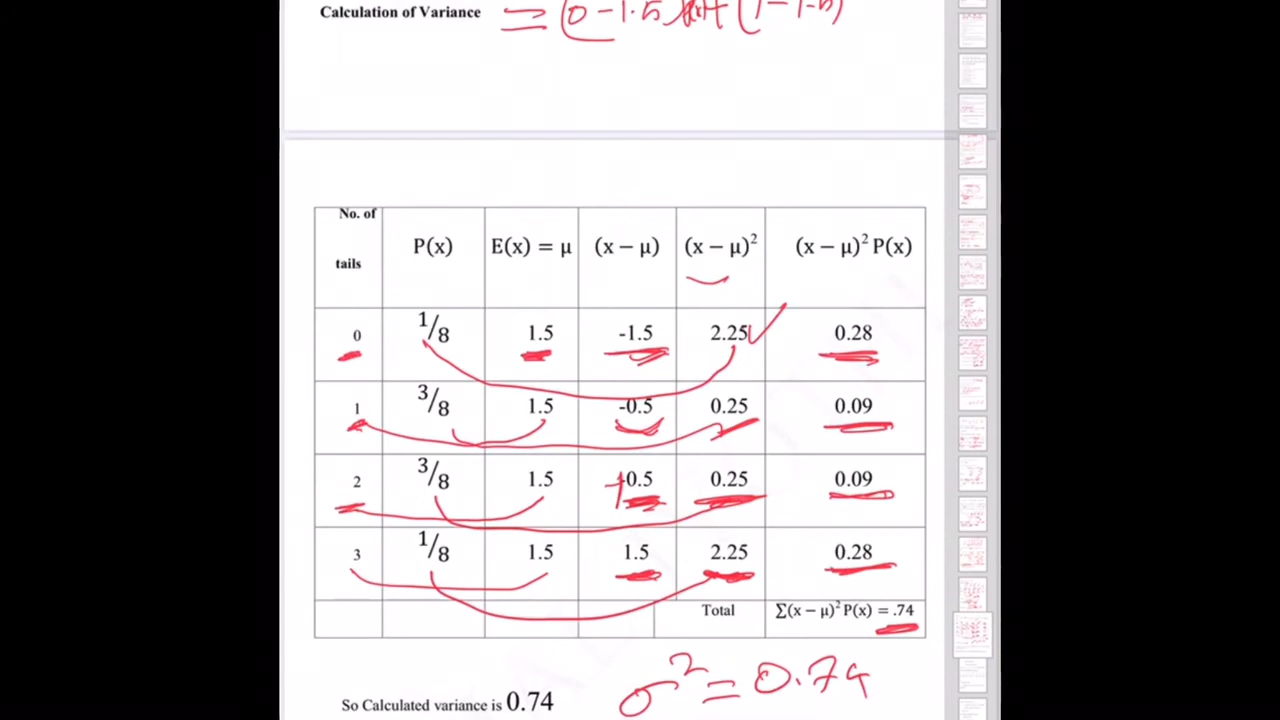 Calculation of Variance = (0-1.5)
No. of tails P(x) E(x) = μ (x − μ) (x − μ)² (x − μ)² P(x)
0 1/8 1.5 -1.5 2.25 0.28
1 3/8 1.5 -0.5 0.25 0.09
2 3/8 1.5 +0.5 0.25 0.09
3 1/8 1.5 1.5 2.25 0.28
Total ∑(x − μ)² P(x) = .74
So Calculated variance is 0.74
σ² = 0.74